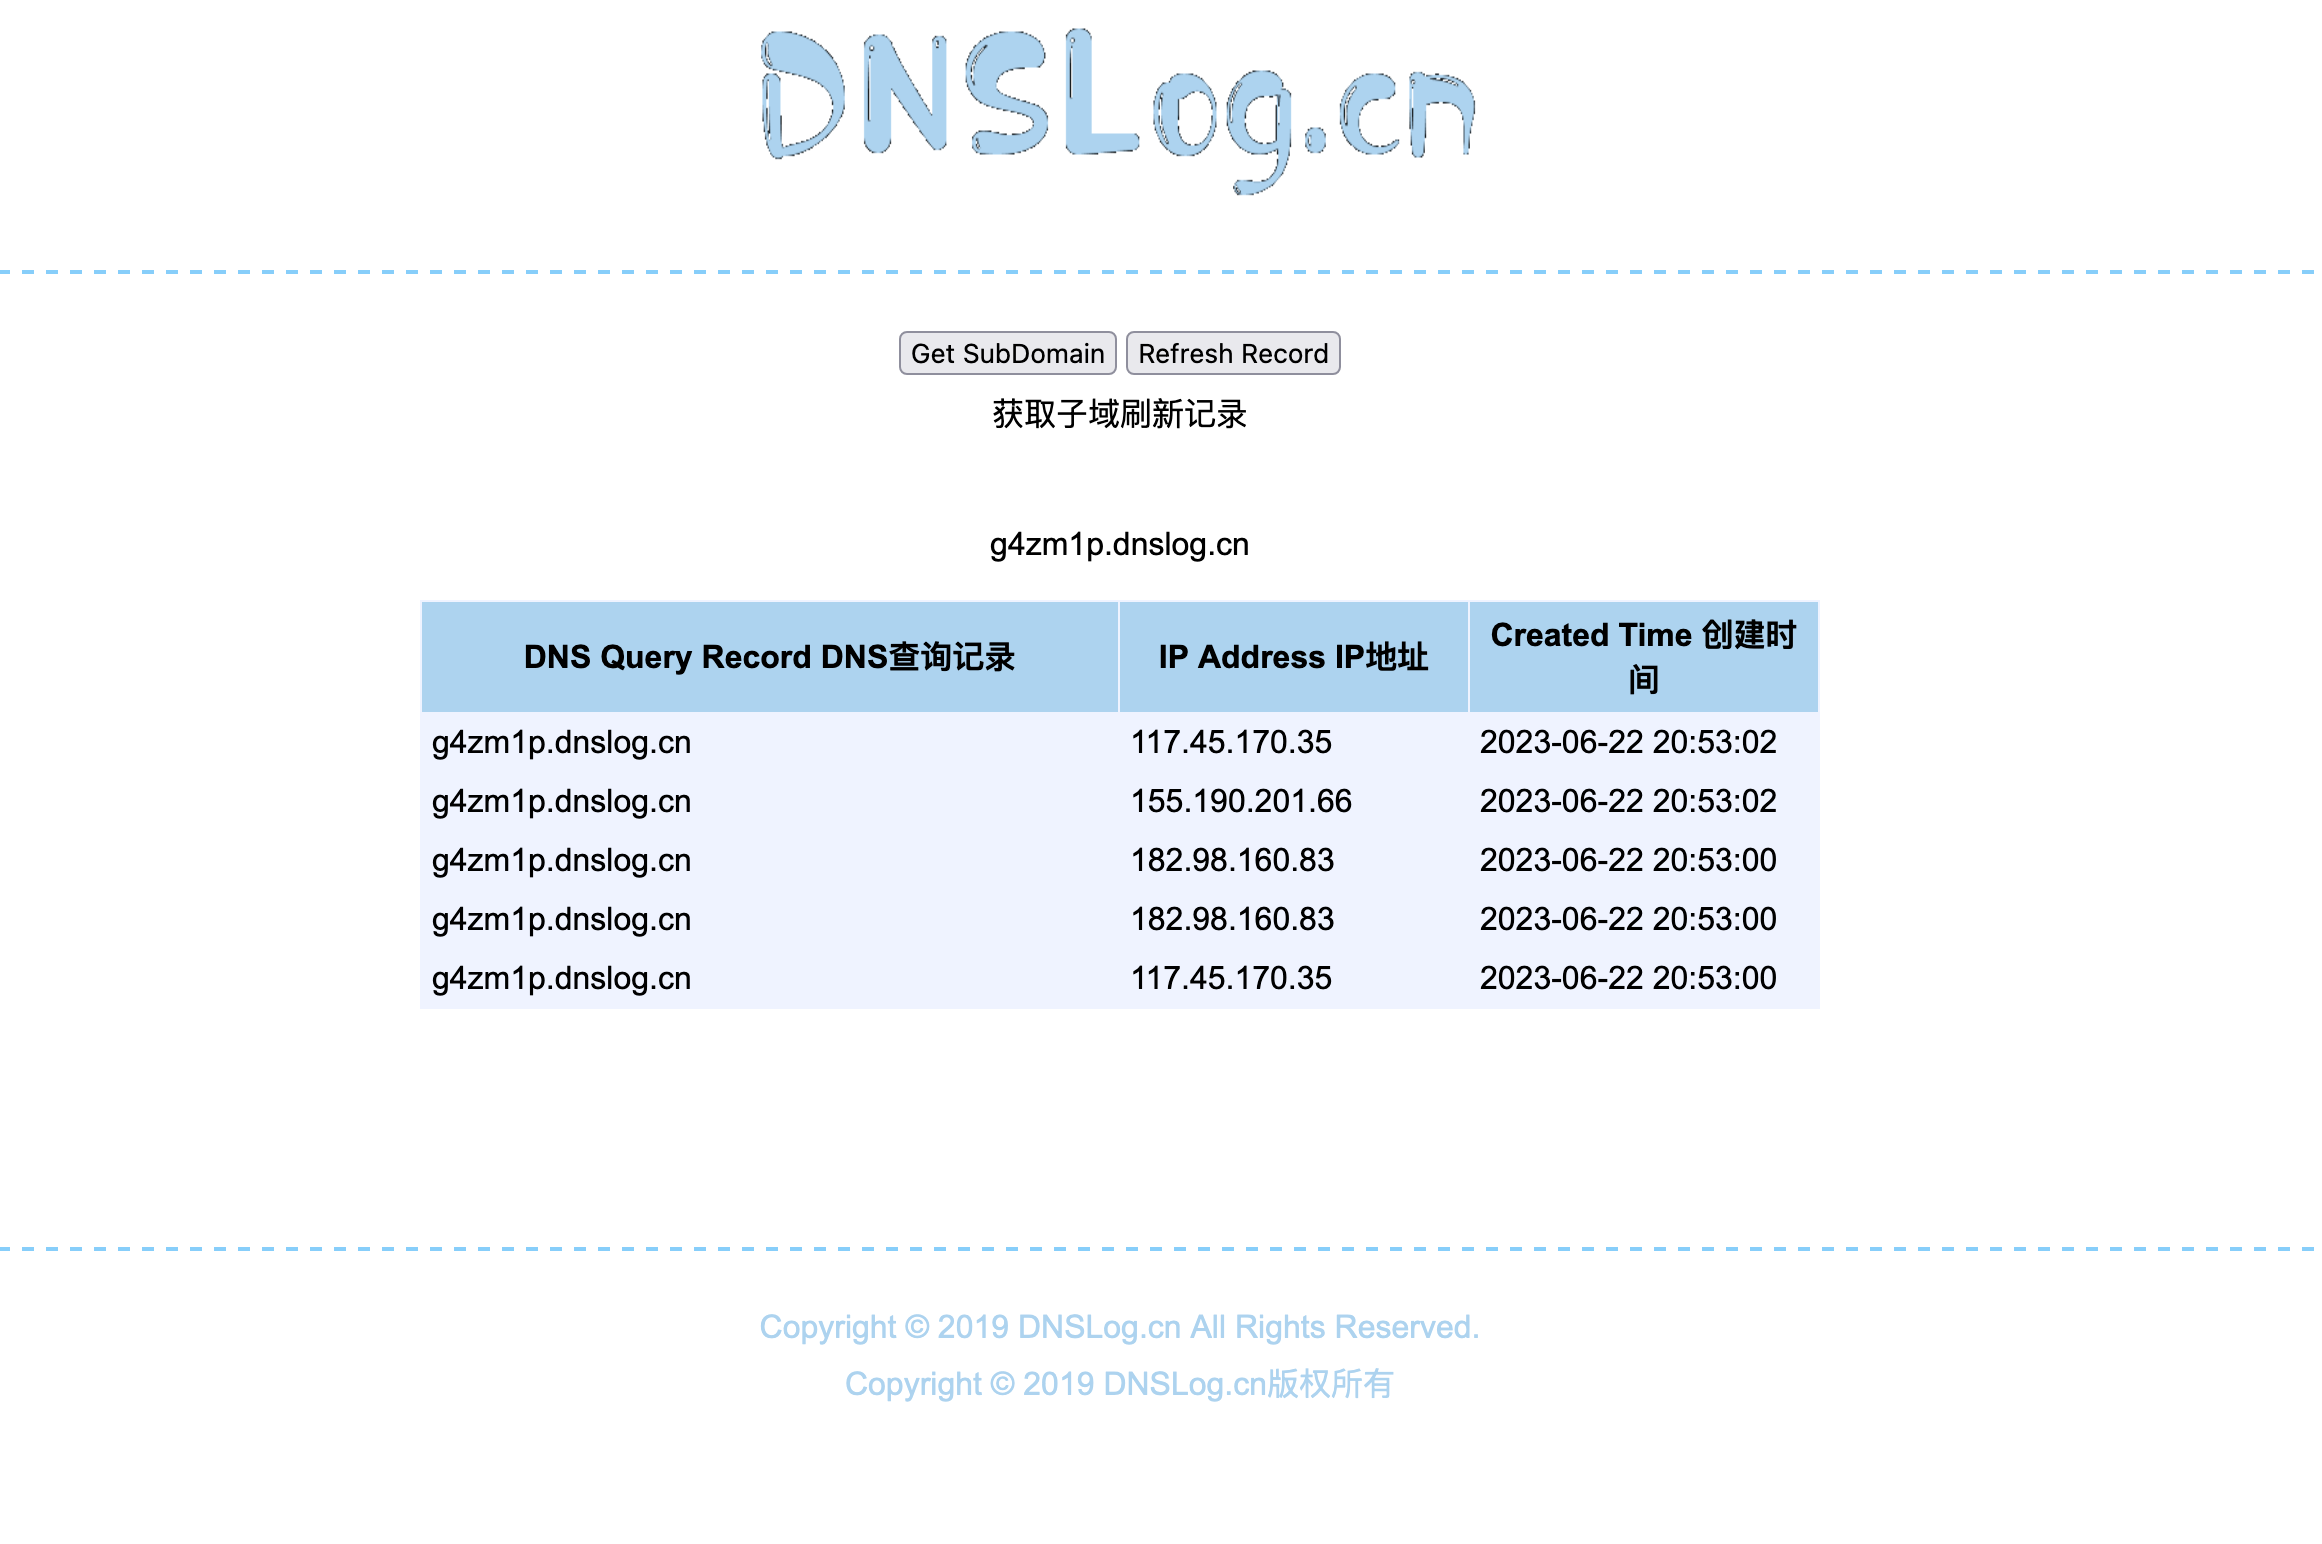 DNSLog.cn
Get SubDomain Refresh Record
获取子域刷新记录
g4zm1p.dnslog.cn
DNS Query Record DNS查询记录 IP Address IP地址 Created Time 创建时
间
g4zm1p.dnslog.cn 117.45.170.35 2023-06-22 20:53:02
g4zm1p.dnslog.cn 155.190.201.66 2023-06-22 20:53:02
g4zm1p.dnslog.cn 182.98.160.83 2023-06-22 20:53:00
g4zm1p.dnslog.cn 182.98.160.83 2023-06-22 20:53:00
g4zm1p.dnslog.cn 117.45.170.35 2023-06-22 20:53:00
Copyright © 2019 DNSLog.cn All Rights Reserved.
Copyright © 2019 DNSLog.cn版权所有